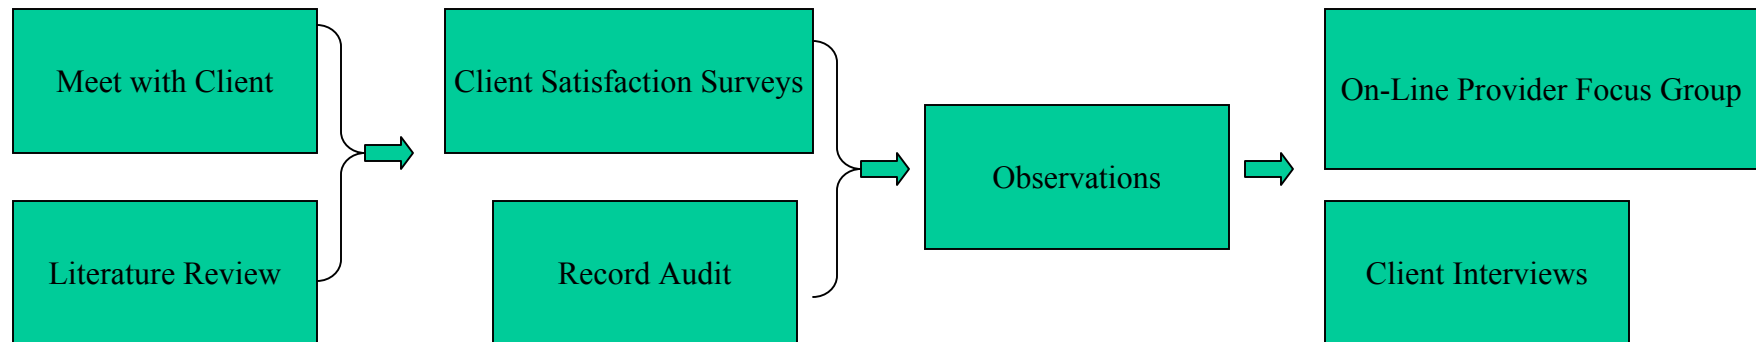 Meet with Client
Literature Review
Client Satisfaction Surveys
Record Audit
Observations
On-Line Provider Focus Group
Client Interviews